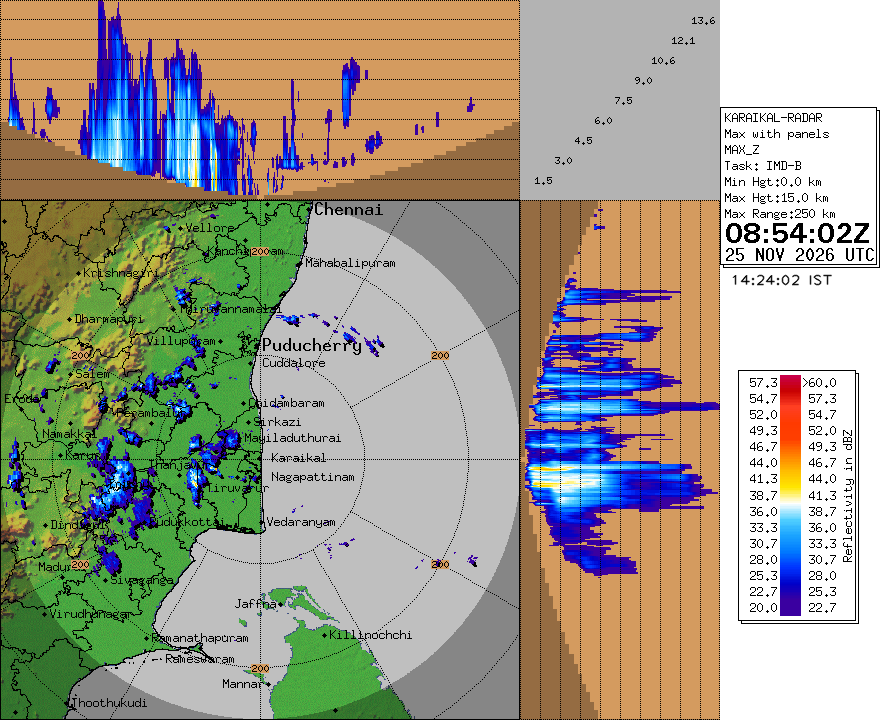 13.6
12.1
10.6
9.0
7.5
6.0
4.5
3.0
1.5
KARAIKAL-RADAR
Max with panels
MAX_Z
Task: IMD-B
Min Hgt:0.0 km
Max Hgt:15.0 km
Max Range:250 km
08:54:02Z
25 NOV 2026 UTC
14:24:02 IST
Chennai
Vellore
200
Mahabalipuram
Krishnagiri
Dharmapuri
Villupuram
Puducherry
200
200
Cuddalore
Salem
Erode
Chidambaram
Perambalur
Sirkazi
Namakkal
Mayiladuthurai
Karur
Karaikal
Nagapattinam
Tiruvarur
Pudukkottai
Vedaranyam
200
200
Sivaganga
Jaffna
Virudhunagar
Killinochchi
Ramanathapuram
Rameswaram
200
Mannar
Thoothukudi
57.3 >60.0
54.7 57.3
52.0 54.7
49.3 52.0
46.7 49.3
44.0 46.7
41.3 44.0
38.7 41.3
36.0 38.7
33.3 36.0
30.7 33.3
28.0 30.7
25.3 28.0
22.7 25.3
20.0 22.7
Reflectivity in dBZ